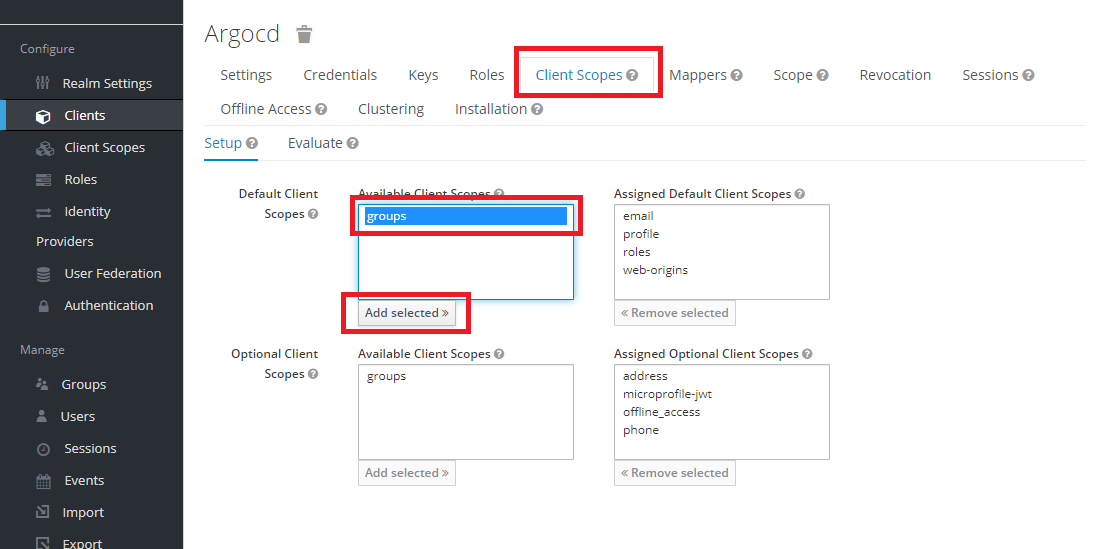 Configure
Realm Settings
Clients
Client Scopes
Roles
Identity
Providers
User Federation
Authentication
Manage
Groups
Users
Sessions
Events
Import
Export
Argocd
Settings Credentials Keys Roles Client Scopes ? Mappers ? Scope ? Revocation Sessions ?
Offline Access ? Clustering Installation ?
Setup ? Evaluate ?
Default Client
Scopes ?
Available Client Scopes ?
groups
Add selected »
Assigned Default Client Scopes ?
email
profile
roles
web-origins
« Remove selected
Optional Client
Scopes ?
Available Client Scopes ?
groups
Add selected »
Assigned Optional Client Scopes ?
address
microprofile-jwt
offline_access
phone
« Remove selected